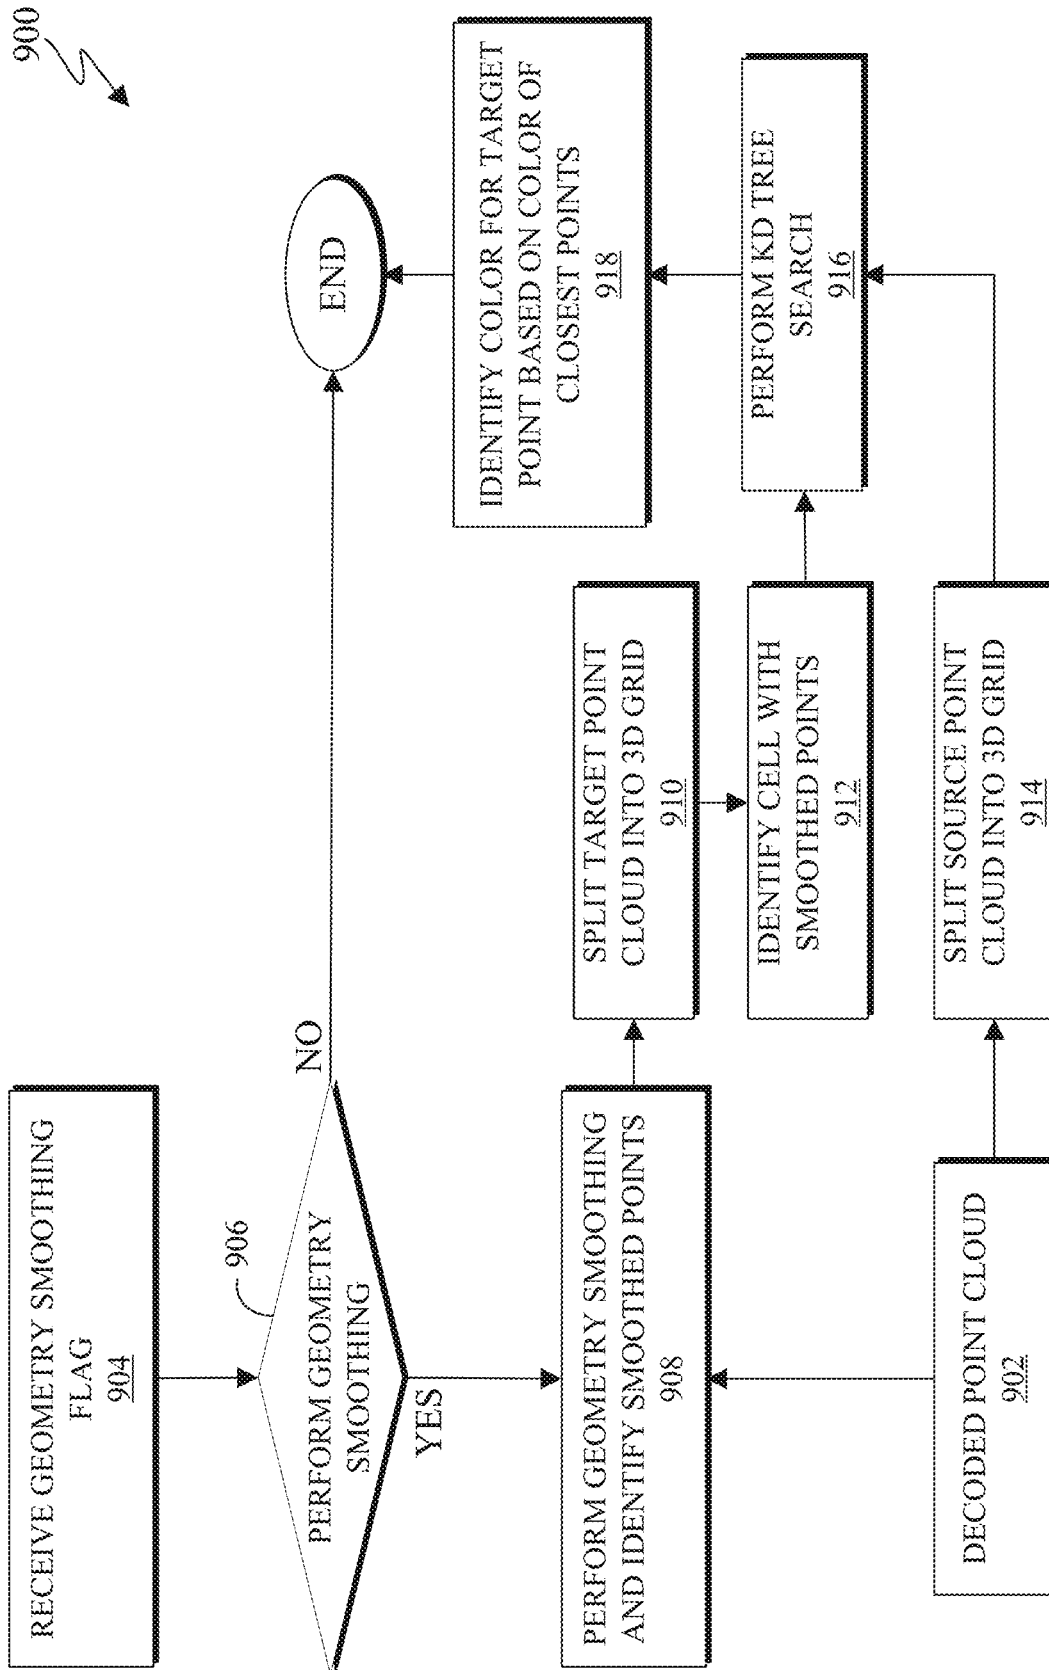 900
RECEIVE GEOMETRY SMOOTHING
FLAG
904
906
PERFORM GEOMETRY
SMOOTHING
NO
YES
END
PERFORM GEOMETRY SMOOTHING
AND IDENTIFY SMOOTHED POINTS
908
SPLIT TARGET POINT
CLOUD INTO 3D GRID
910
IDENTIFY CELL WITH
SMOOTHED POINTS
912
IDENTIFY COLOR FOR TARGET
POINT BASED ON COLOR OF
CLOSEST POINTS
918
PERFORM KD TREE
SEARCH
916
DECODED POINT CLOUD
902
SPLIT SOURCE POINT
CLOUD INTO 3D GRID
914